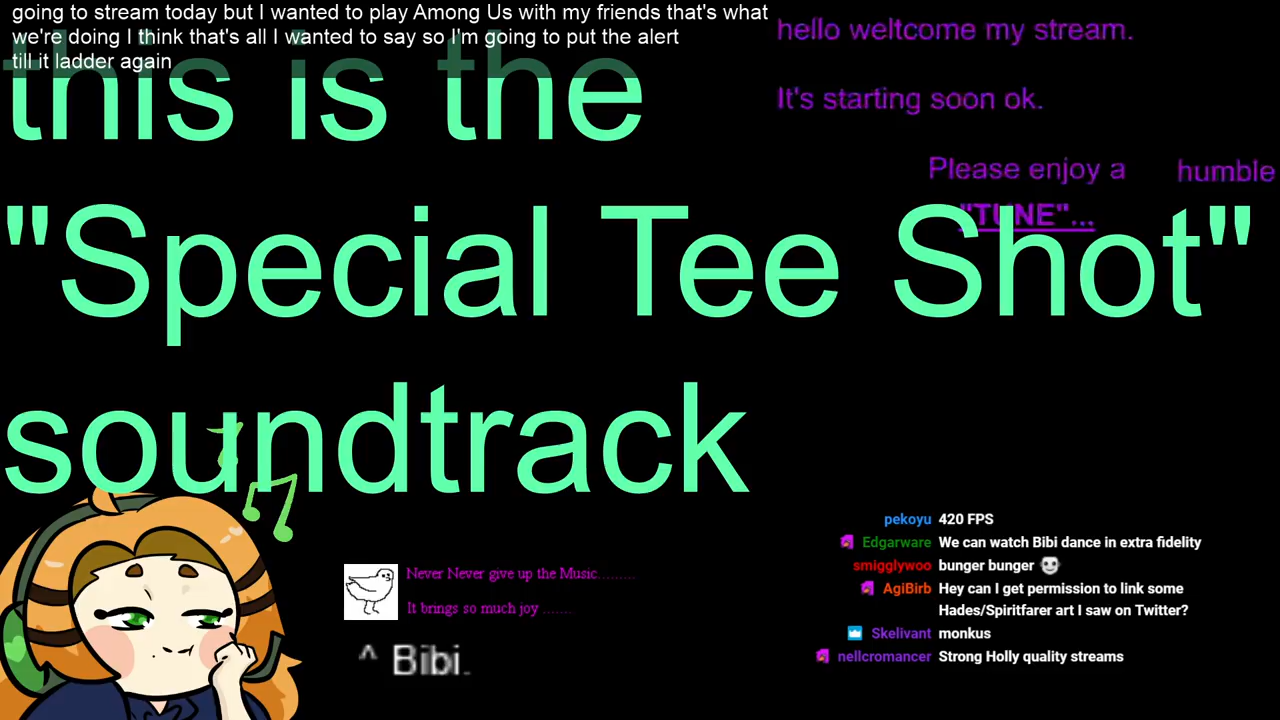 going to stream today but I wanted to play Among Us with my friends that's what
we're doing I think that's all I wanted to say so I'm going to put the alert
till it ladder again
this is the
"Special Tee Shot"
soundtrack
hello weltcome my stream.
It's starting soon ok.
Please enjoy a humble
"TUNE"...
Never Never give up the Music.........
It brings so much joy .......
^ Bibi.
pekoyu 420 FPS
Edgarware We can watch Bibi dance in extra fidelity
smigglywoo bunger bunger
AgiBirb Hey can I get permission to link some
Hades/Spiritfarer art I saw on Twitter?
Skelivant monkus
nellcromancer Strong Holly quality streams